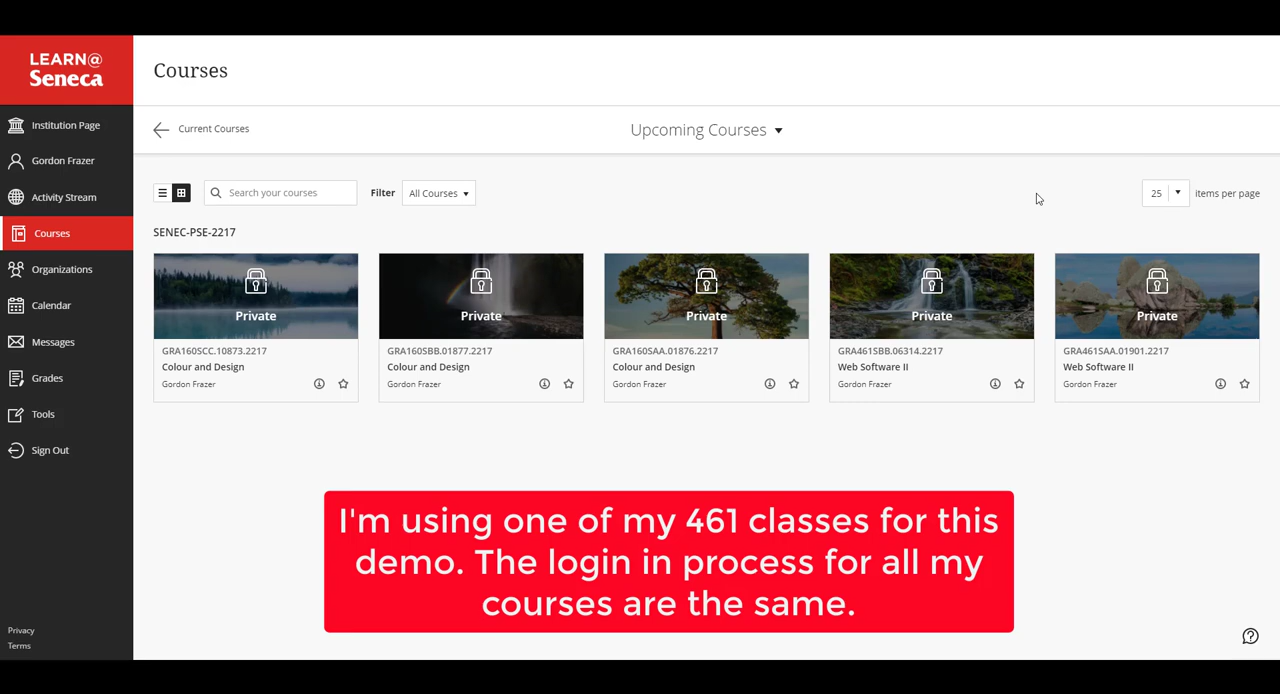 LEARN@
Seneca
Courses
Institution Page
Gordon Frazer
Activity Stream
Courses
Organizations
Calendar
Messages
Grades
Tools
Sign Out
Privacy
Terms
Current Courses
Upcoming Courses
Search your courses
Filter
All Courses
25
items per page
SENEC-PSE-2217
Private
GRA160SCC.10873.2217
Colour and Design
Gordon Frazer
Private
GRA160SBB.01877.2217
Colour and Design
Gordon Frazer
Private
GRA160SAA.01876.2217
Colour and Design
Gordon Frazer
Private
GRA461SBB.06314.2217
Web Software II
Gordon Frazer
Private
GRA461SAA.01901.2217
Web Software II
Gordon Frazer
I'm using one of my 461 classes for this
demo. The login in process for all my
courses are the same.